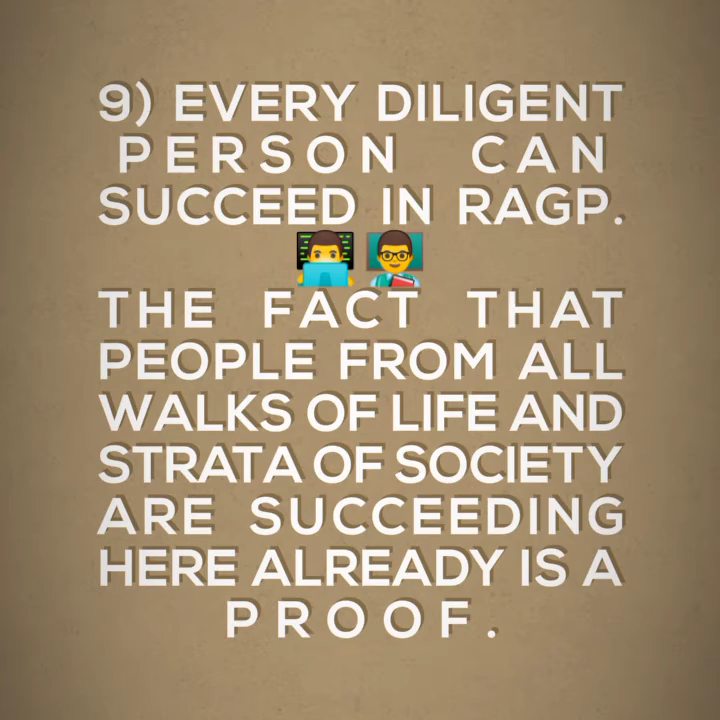 9) EVERY DILIGENT
PERSON CAN
SUCCEED IN RAGP.
👨‍💻👨‍🏫
THE FACT THAT
PEOPLE FROM ALL
WALKS OF LIFE AND
STRATA OF SOCIETY
ARE SUCCEEDING
HERE ALREADY IS A
PROOF.